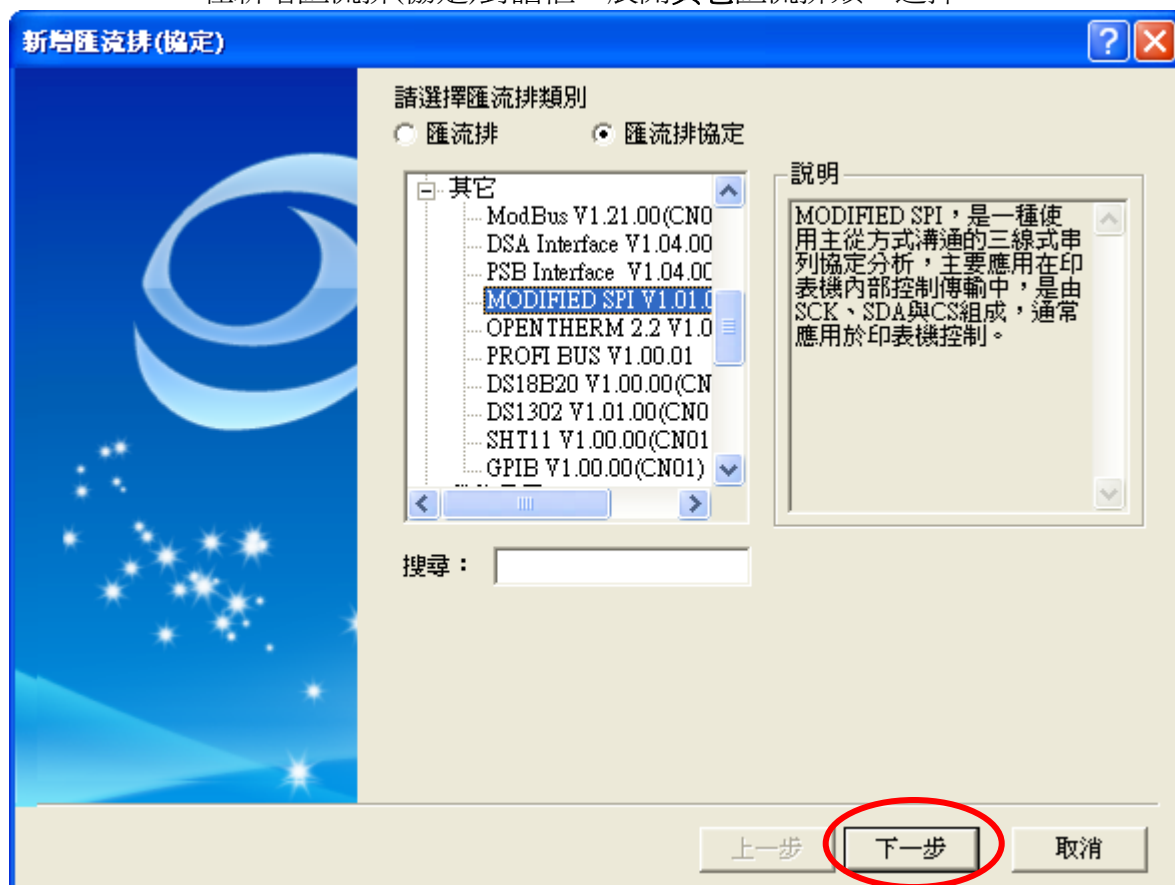 新增匯流排(協定)
請選擇匯流排類別
匯流排
匯流排協定
其它
ModBus V1.21.00(CN0
DSA Interface V1.04.00
PSB Interface V1.04.0
MODIFIED SPI V1.01.
OPENTHERM 2.2 V1.0
PROFI BUS V1.00.01
DS18B20 V1.00.00(CN
DS1302 V1.01.00(CN0
SHT11 V1.00.00(CN01
GPIB V1.00.00(CN01)
說明
MODIFIED SPI，是一種使
用主從方式溝通的三線式串
列協定分析，主要應用在印
表機內部控制傳輸中，是由
SCK、SDA與CS組成，通常
應用於印表機控制。
搜尋：
上一步
下一步
取消